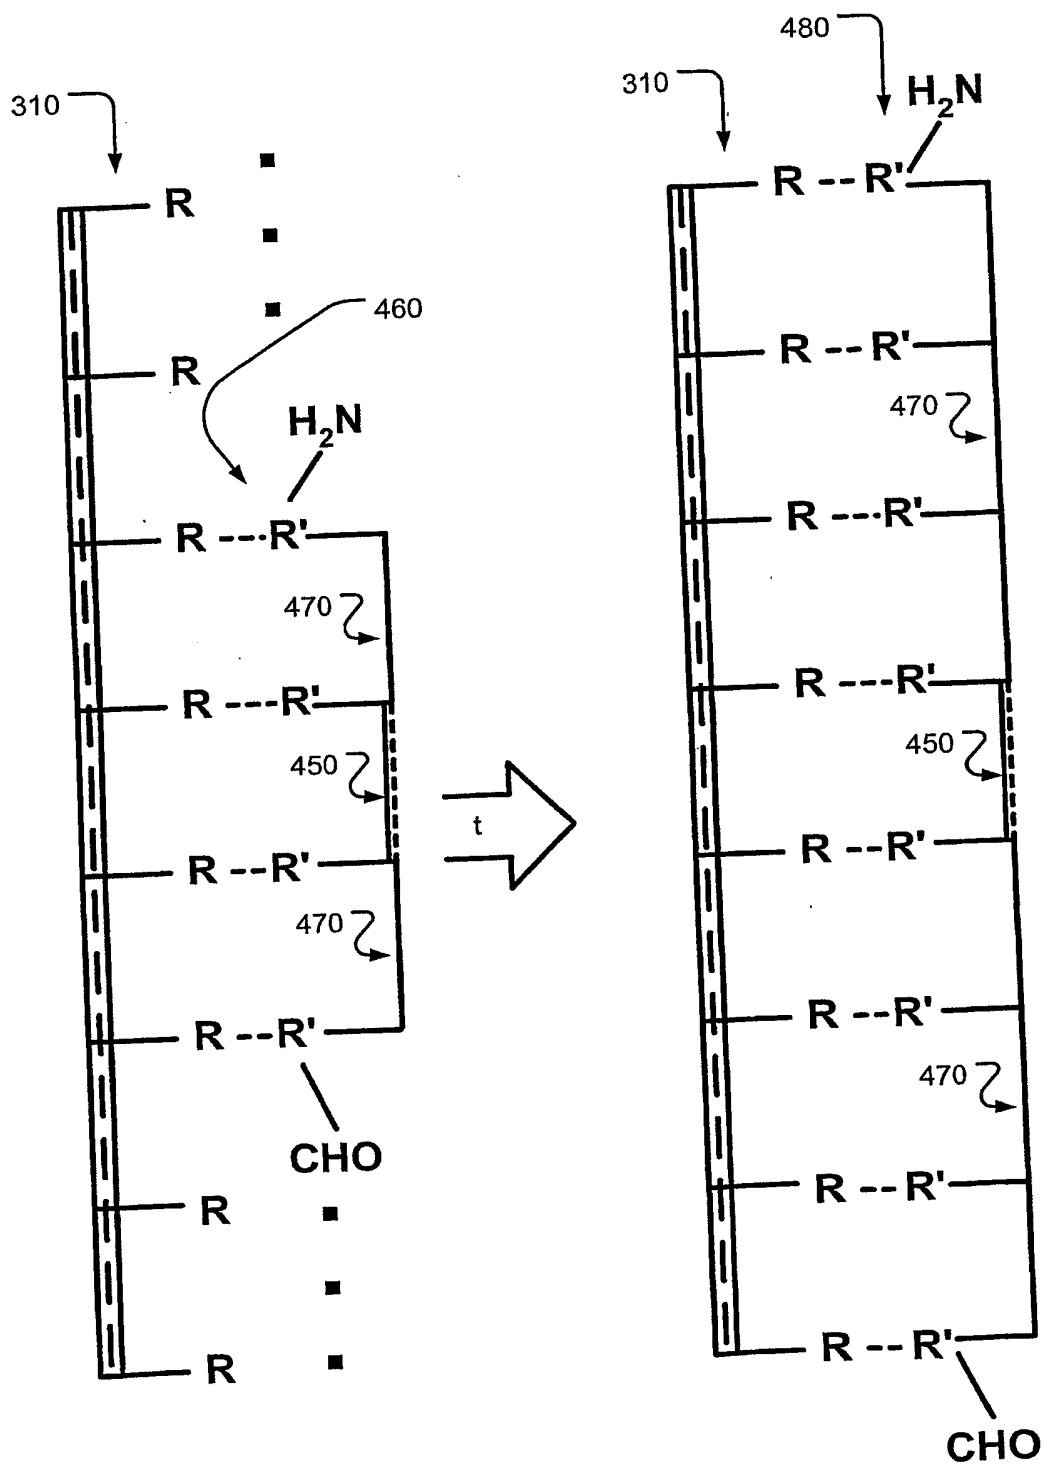 310
R
R
460
H2N
R ---- R'
470
R --- R'
450
R -- R'
470
R -- R'
CHO
R
R
t
480
310
H2N
R -- R'
R -- R'
470
R --- R'
R --- R'
450
R -- R'
R -- R'
470
R -- R'
R -- R'
CHO